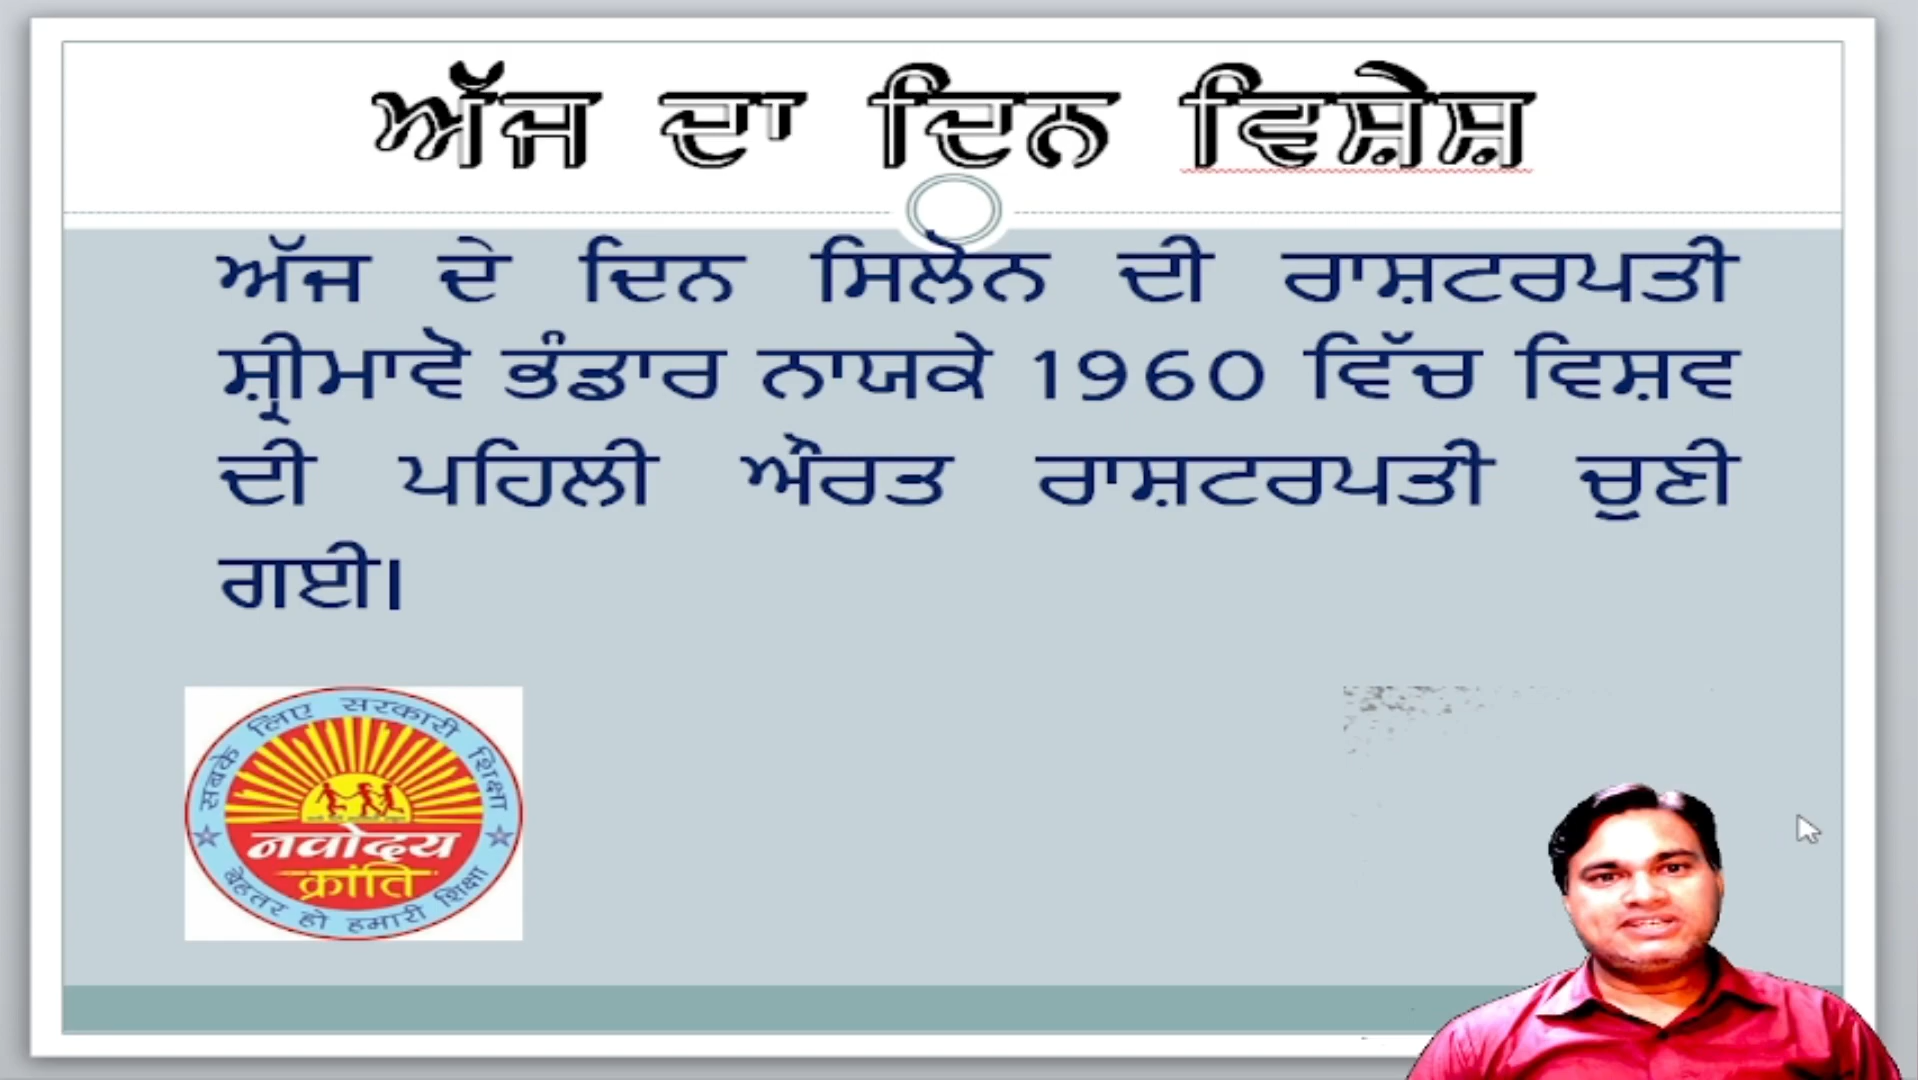 ਅੱਜ ਦਾ ਦਿਨ ਵਿਸ਼ੇਸ਼
ਅੱਜ ਦੇ ਦਿਨ ਸਿਲੋਨ ਦੀ ਰਾਸ਼ਟਰਪਤੀ
ਸ਼੍ਰੀਮਾਵੋ ਭੰਡਾਰ ਨਾਯਕੇ 1960 ਵਿੱਚ ਵਿਸ਼ਵ
ਦੀ ਪਹਿਲੀ ਔਰਤ ਰਾਸ਼ਟਰਪਤੀ ਚੁਣੀ
ਗਈ।
सबके लिए सरकारी शिक्षा
नवोदय
क्रांति
बेहतर हो हमारी शिक्षा